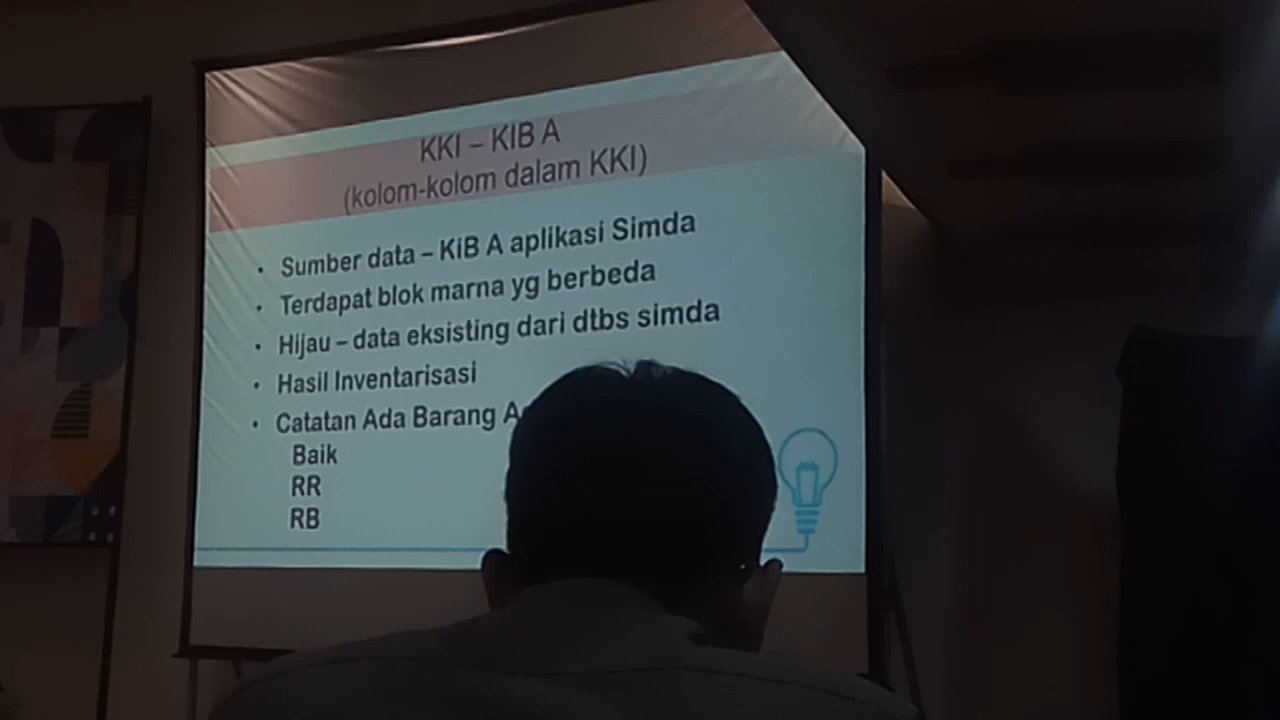 KKI – KIB A
(kolom-kolom dalam KKI)
• Sumber data – KiB A aplikasi Simda
• Terdapat blok marna yg berbeda
• Hijau – data eksisting dari dtbs simda
• Hasil Inventarisasi
• Catatan Ada Barang
Baik
RR
RB